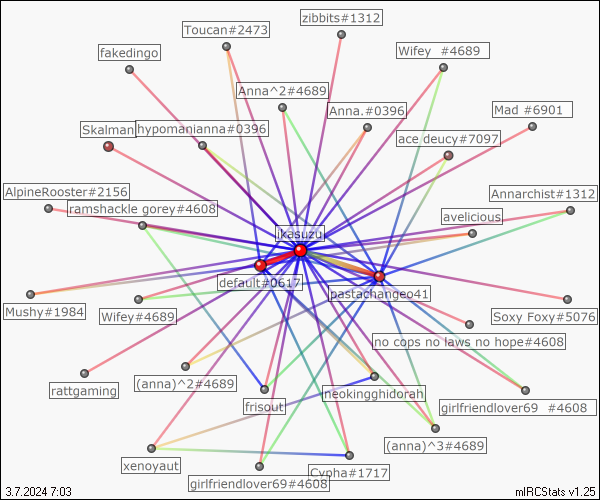 zibbits#1312
Toucan#2473
fakedingo
Wifey  #4689
Anna^2#4689
Anna.#0396
Mad #6901
Skalman
hypomanianna#0396
ace deucy#7097
AlpineRooster#2156
Annarchist#1312
ramshackle gorey#4608
avelicious
ikasuzu
default#0617
pastachange041
Mushy#1984
Wifey#4689
Soxy Foxy#5076
no cops no laws no hope#4608
rattgaming
(anna)^2#4689
neokingghidorah
frisout
girlfriendlover69  #4608
(anna)^3#4689
xenoyaut
Cypha#1717
girlfriendlover69#4608
3.7.2024 7:03
mIRCStats v1.25